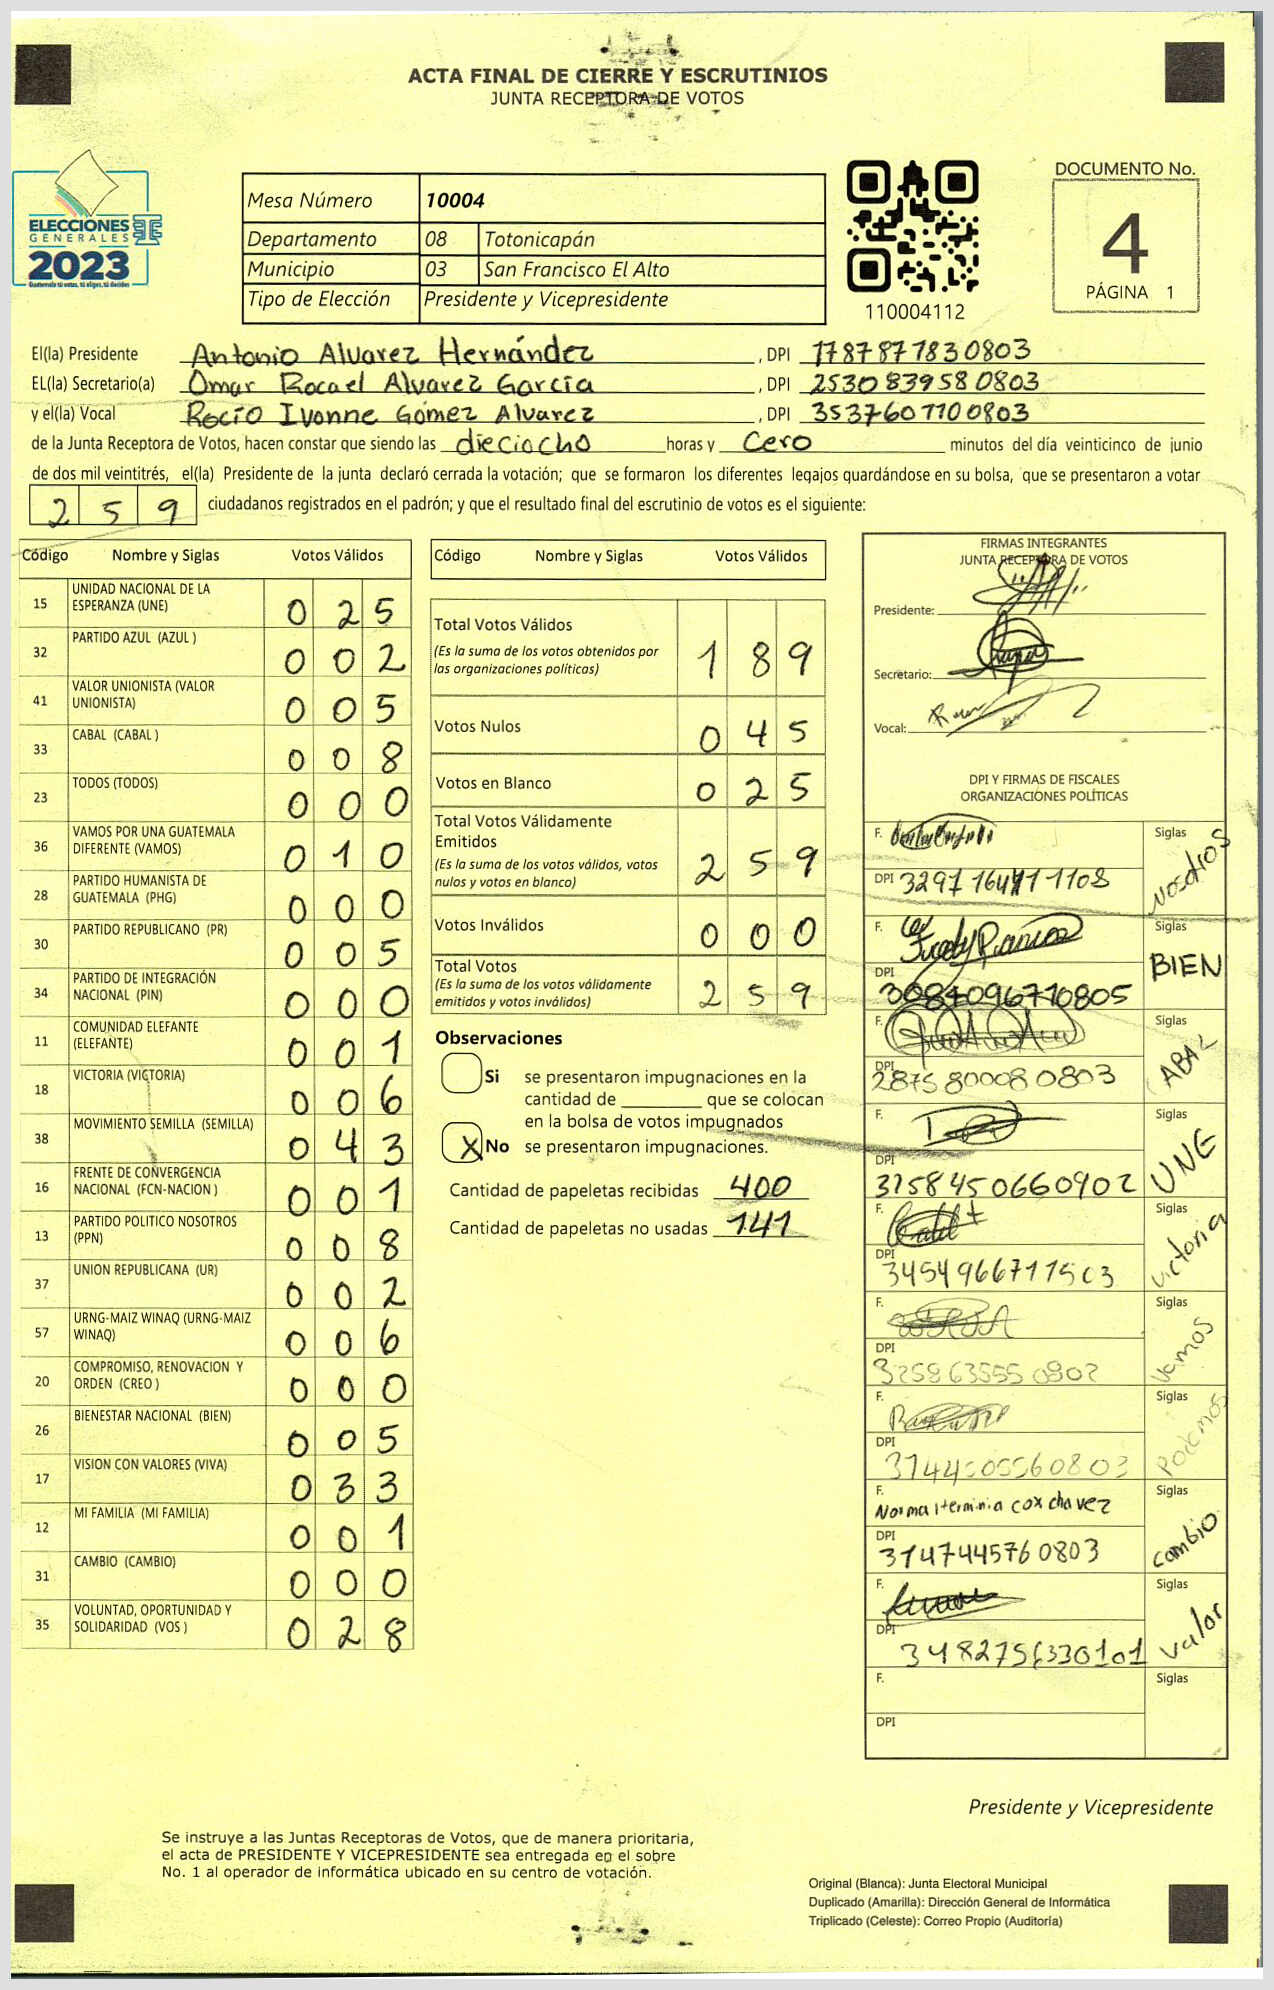 ACTA FINAL DE CIERRE Y ESCRUTINIOS
JUNTA RECEPTORA DE VOTOS
ELECCIONES
GENERALES
2023
Guatemala tú votas, tú eliges, tú decides
Mesa Número 10004
Departamento 08 Totonicapán
Municipio 03 San Francisco El Alto
Tipo de Elección Presidente y Vicepresidente
110004112
DOCUMENTO No.
4
PÁGINA 1
El(la) Presidente Antonio Alvarez Hernández , DPI 1787877830803
EL(la) Secretario(a) Omar Rocael Alvarez García , DPI 2530839580803
y el(la) Vocal Rocío Ivonne Gómez Alvarez , DPI 3537601100803
de la Junta Receptora de Votos, hacen constar que siendo las dieciocho horas y cero minutos del día veinticinco de junio
de dos mil veintitrés, el(la) Presidente de la junta declaró cerrada la votación; que se formaron los diferentes legajos guardándose en su bolsa, que se presentaron a votar
2 5 9 ciudadanos registrados en el padrón; y que el resultado final del escrutinio de votos es el siguiente:
Código Nombre y Siglas Votos Válidos
15 UNIDAD NACIONAL DE LA ESPERANZA (UNE) 0 2 5
32 PARTIDO AZUL (AZUL ) 0 0 2
41 VALOR UNIONISTA (VALOR UNIONISTA) 0 0 5
33 CABAL (CABAL ) 0 0 8
23 TODOS (TODOS) 0 0 0
36 VAMOS POR UNA GUATEMALA DIFERENTE (VAMOS) 0 1 0
28 PARTIDO HUMANISTA DE GUATEMALA (PHG) 0 0 0
30 PARTIDO REPUBLICANO (PR) 0 0 5
34 PARTIDO DE INTEGRACIÓN NACIONAL (PIN) 0 0 0
11 COMUNIDAD ELEFANTE (ELEFANTE) 0 0 1
18 VICTORIA (VICTORIA) 0 0 6
38 MOVIMIENTO SEMILLA (SEMILLA) 0 4 3
16 FRENTE DE CONVERGENCIA NACIONAL (FCN-NACION ) 0 0 1
13 PARTIDO POLITICO NOSOTROS (PPN) 0 0 8
37 UNION REPUBLICANA (UR) 0 0 2
57 URNG-MAIZ WINAQ (URNG-MAIZ WINAQ) 0 0 6
20 COMPROMISO, RENOVACION Y ORDEN (CREO ) 0 0 0
26 BIENESTAR NACIONAL (BIEN) 0 0 5
17 VISION CON VALORES (VIVA) 0 3 3
12 MI FAMILIA (MI FAMILIA) 0 0 1
31 CAMBIO (CAMBIO) 0 0 0
35 VOLUNTAD, OPORTUNIDAD Y SOLIDARIDAD (VOS ) 0 2 8
Código Nombre y Siglas Votos Válidos
Total Votos Válidos
(Es la suma de los votos obtenidos por
las organizaciones políticas) 1 8 9
Votos Nulos 0 4 5
Votos en Blanco 0 2 5
Total Votos Válidamente
Emitidos
(Es la suma de los votos válidos, votos
nulos y votos en blanco) 2 5 9
Votos Inválidos 0 0 0
Total Votos
(Es la suma de los votos válidamente
emitidos y votos inválidos) 2 5 9
Observaciones
Si se presentaron impugnaciones en la
cantidad de ________ que se colocan
en la bolsa de votos impugnados
X No se presentaron impugnaciones.
Cantidad de papeletas recibidas 400
Cantidad de papeletas no usadas 141
FIRMAS INTEGRANTES
JUNTA RECEPTORA DE VOTOS
Presidente:
Secretario:
Vocal:
DPI Y FIRMAS DE FISCALES
ORGANIZACIONES POLÍTICAS
F. Siglas Nosotros
DPI
F. Siglas BIEN
DPI 3084096710805
F. Siglas
DPI 2875800080803
F. Siglas UNE
DPI 3258450660902
F. Siglas Victoria
DPI 3454966711503
F. Siglas Vamos
DPI
F. Siglas Podemos
DPI
F. Norma Herminia cox chavez Siglas cambio
DPI 3147445760803
F. Siglas Valor
DPI 3482756330101
F. Siglas
DPI
Presidente y Vicepresidente
Se instruye a las Juntas Receptoras de Votos, que de manera prioritaria,
el acta de PRESIDENTE Y VICEPRESIDENTE sea entregada en el sobre
No. 1 al operador de informática ubicado en su centro de votación.
Original (Blanca): Junta Electoral Municipal
Duplicado (Amarilla): Dirección General de Informática
Triplicado (Celeste): Correo Propio (Auditoría)